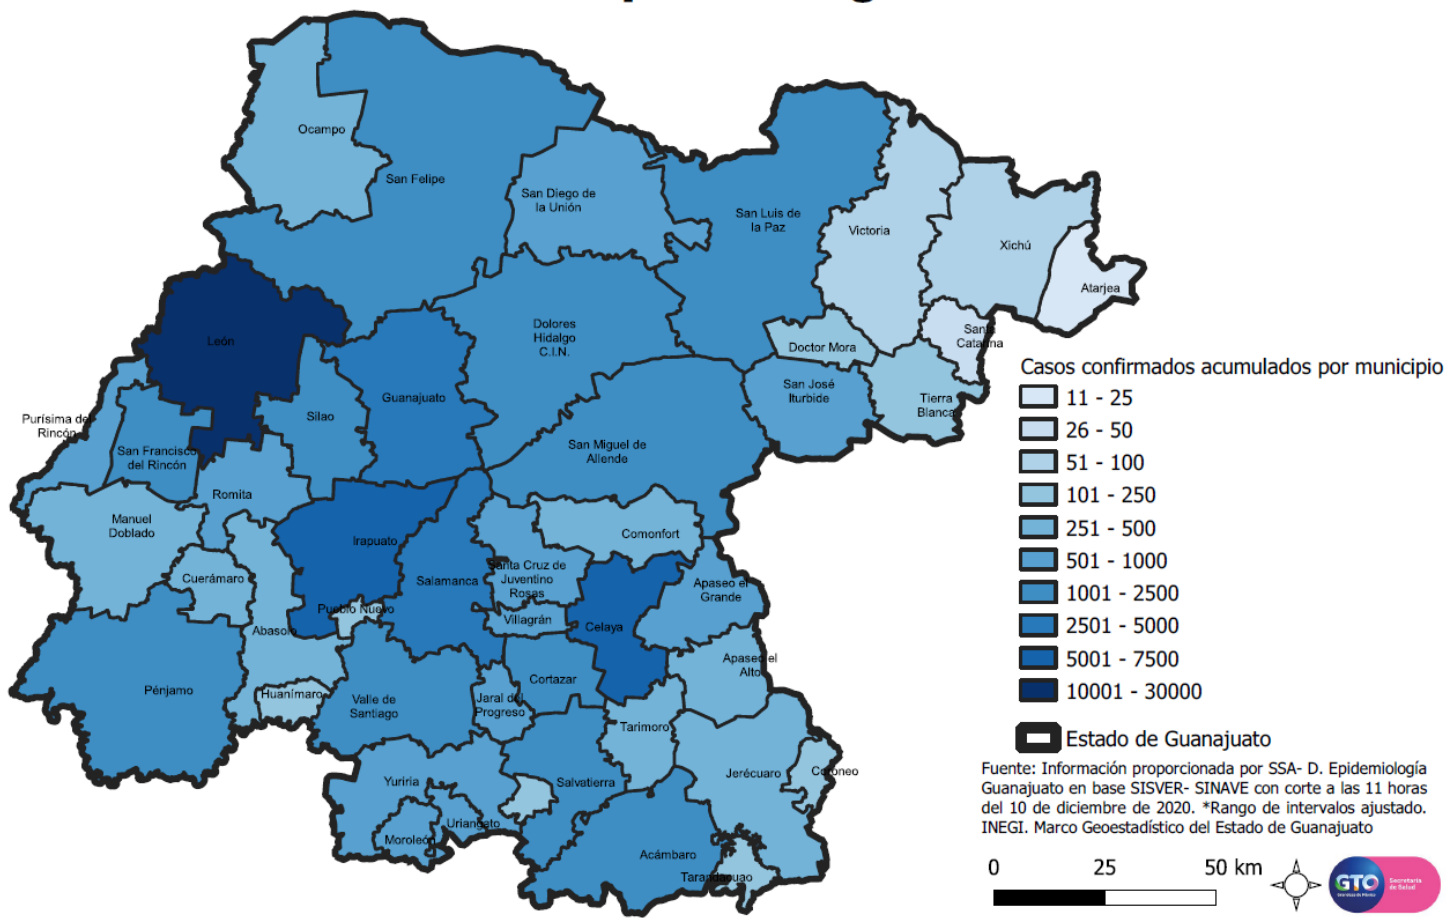 Ocampo
San Felipe
San Diego de
la Unión
San Luis de
la Paz
Victoria
Xichú
Atarjea
León
Dolores
Hidalgo
C.I.N.
Doctor Mora
Santa
Catarina
Guanajuato
San José
Iturbide
Tierra
Blanca
Silao
Purísima del
Rincón
San Francisco
del Rincón
San Miguel de
Allende
Romita
Manuel
Doblado
Irapuato
Comonfort
Cuerámaro
Salamanca
Santa Cruz de
Juventino
Rosas
Apaseo el
Grande
Pueblo Nuevo
Villagrán
Celaya
Abasolo
Apaseo el
Alto
Pénjamo
Huanímaro
Valle de
Santiago
Jaral del
Progreso
Cortazar
Tarimoro
Yuriria
Salvatierra
Jerécuaro
Coroneo
Uriangato
Moroleón
Acámbaro
Tarandacuao
Casos confirmados acumulados por municipio
11 - 25
26 - 50
51 - 100
101 - 250
251 - 500
501 - 1000
1001 - 2500
2501 - 5000
5001 - 7500
10001 - 30000
Estado de Guanajuato
Fuente: Información proporcionada por SSA- D. Epidemiología
Guanajuato en base SISVER- SINAVE con corte a las 11 horas
del 10 de diciembre de 2020. *Rango de intervalos ajustado.
INEGI. Marco Geoestadístico del Estado de Guanajuato
0 25 50 km
GTO
Secretaría
de Salud